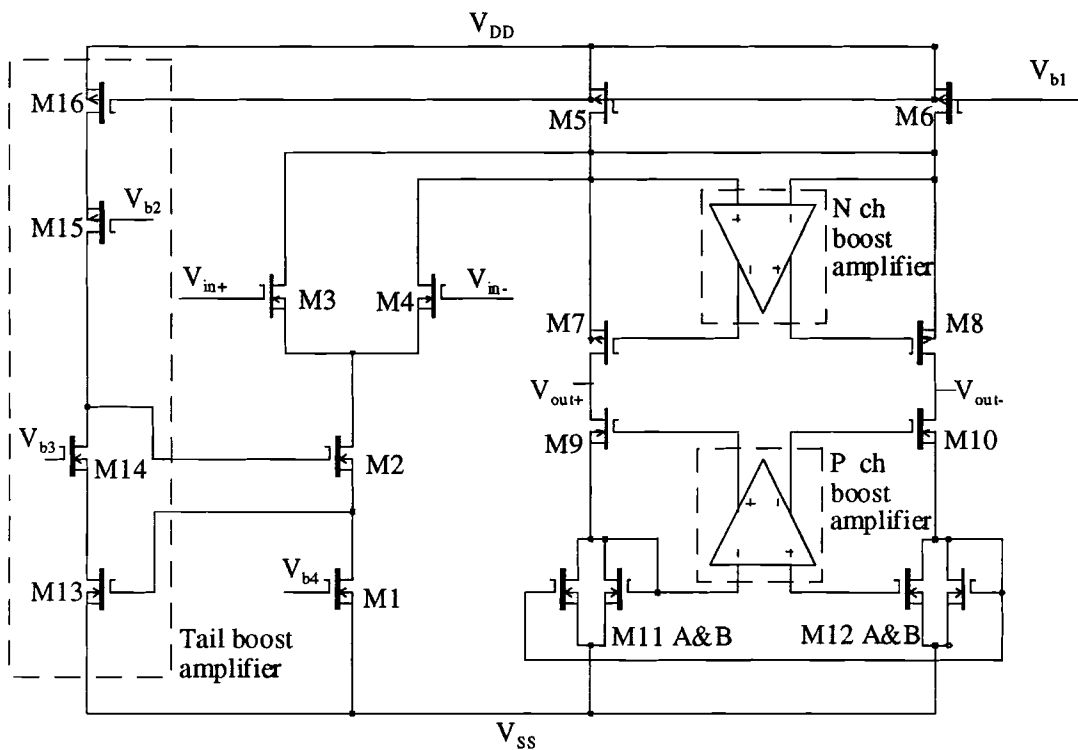 V_DD
V_b1
M16
M5
M6
V_b2
M15
N ch
boost
amplifier
V_in+
M3
M4
V_in-
M7
M8
V_out+
V_out-
M9
M10
V_b3
M14
M2
P ch
boost
amplifier
M13
V_b4
M1
M11 A&B
M12 A&B
Tail boost
amplifier
V_SS